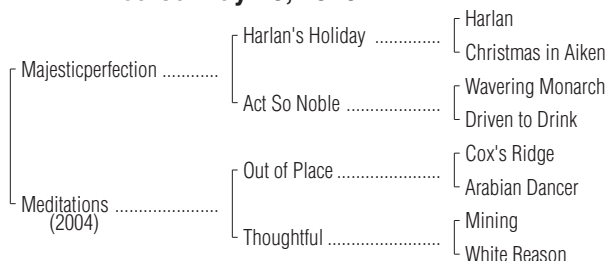 Harlan
Harlan's Holiday ..............
Christmas in Aiken
Majesticperfection ............
Wavering Monarch
Act So Noble .....................
Driven to Drink
Cox's Ridge
Out of Place .......................
Arabian Dancer
Meditations ......................
(2004)
Mining
Thoughtful .........................
White Reason